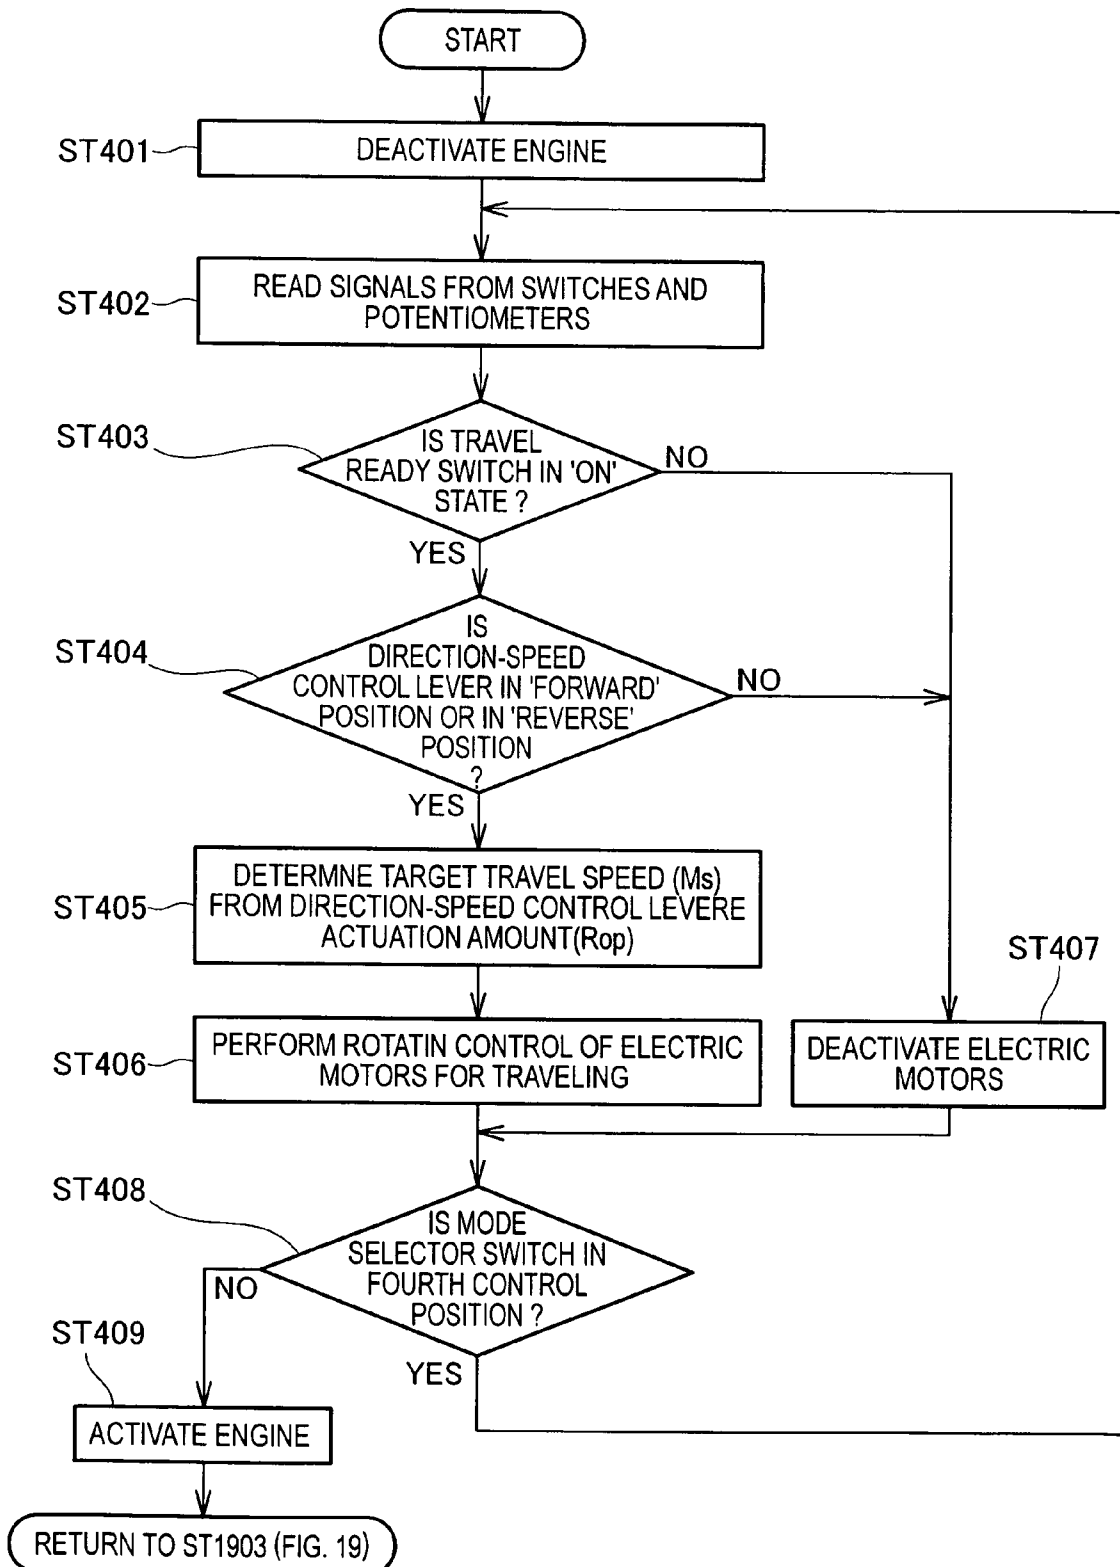 START
ST401
DEACTIVATE ENGINE
ST402
READ SIGNALS FROM SWITCHES AND
POTENTIOMETERS
ST403
IS TRAVEL
READY SWITCH IN 'ON'
STATE ?
NO
YES
ST404
IS
DIRECTION-SPEED
CONTROL LEVER IN 'FORWARD'
POSITION OR IN 'REVERSE'
POSITION
?
NO
YES
ST405
DETERMNE TARGET TRAVEL SPEED (Ms)
FROM DIRECTION-SPEED CONTROL LEVERE
ACTUATION AMOUNT(Rop)
ST407
ST406
PERFORM ROTATIN CONTROL OF ELECTRIC
MOTORS FOR TRAVELING
DEACTIVATE ELECTRIC
MOTORS
ST408
IS MODE
SELECTOR SWITCH IN
FOURTH CONTROL
POSITION ?
NO
YES
ST409
ACTIVATE ENGINE
RETURN TO ST1903 (FIG. 19)